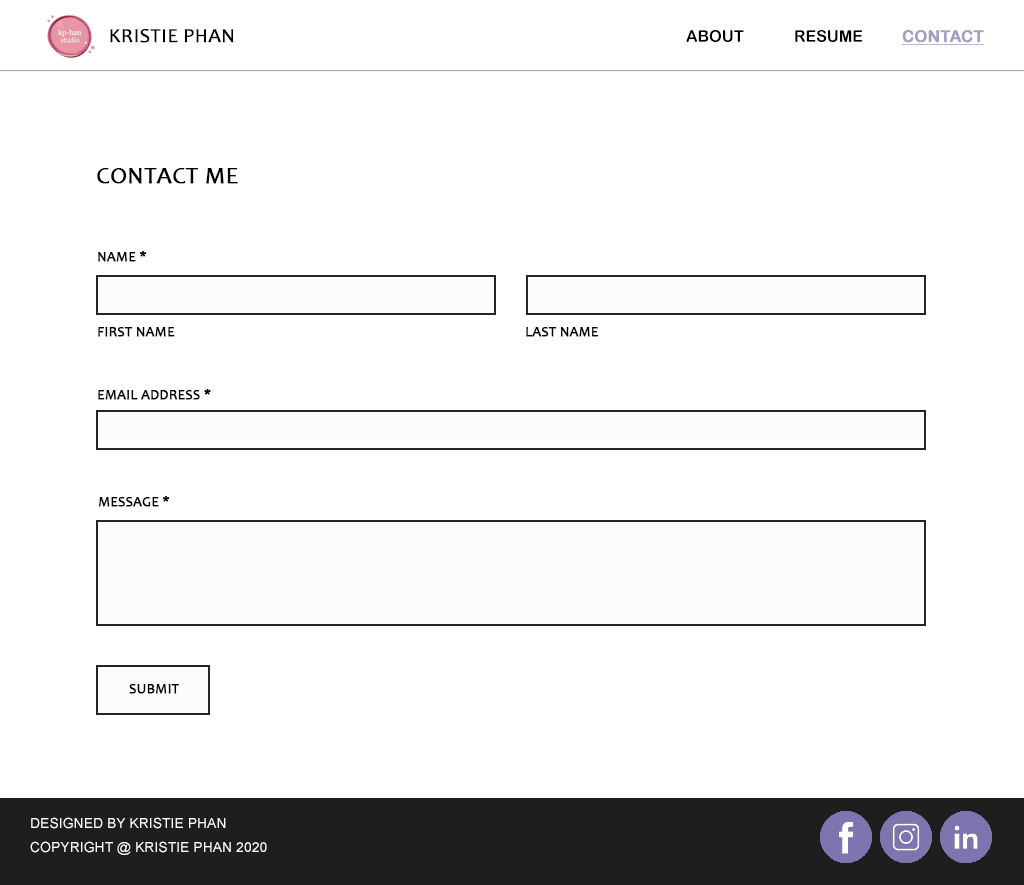 kp-han
studio
KRISTIE PHAN
ABOUT RESUME CONTACT
CONTACT ME
NAME *
FIRST NAME LAST NAME
EMAIL ADDRESS *
MESSAGE *
SUBMIT
DESIGNED BY KRISTIE PHAN
COPYRIGHT @ KRISTIE PHAN 2020
f
in